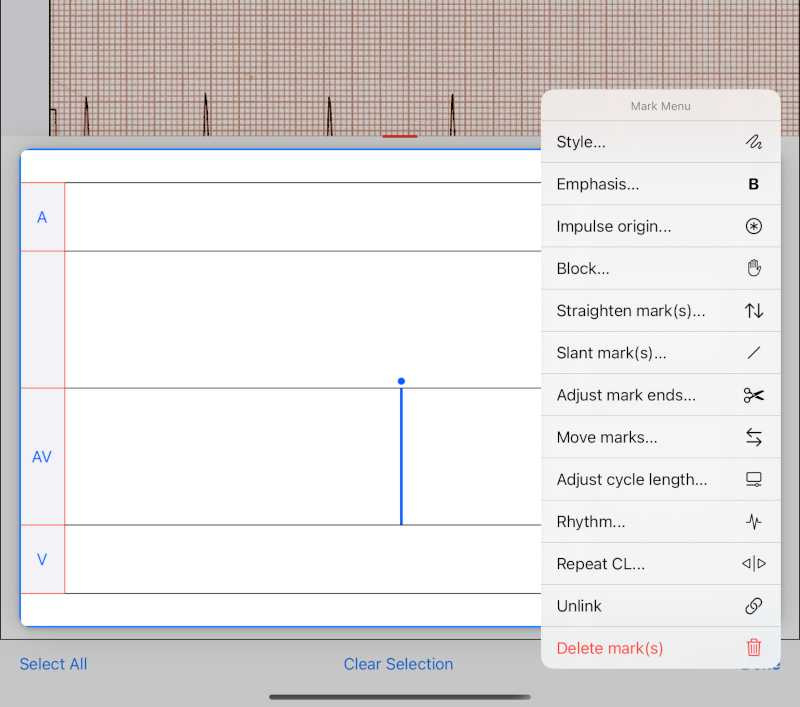 Mark Menu
Style...
Emphasis...
B
Impulse origin...
Block...
Straighten mark(s)...
Slant mark(s)...
Adjust mark ends...
Move marks...
Adjust cycle length...
Rhythm...
Repeat CL...
Unlink
Delete mark(s)
A
AV
V
Select All
Clear Selection